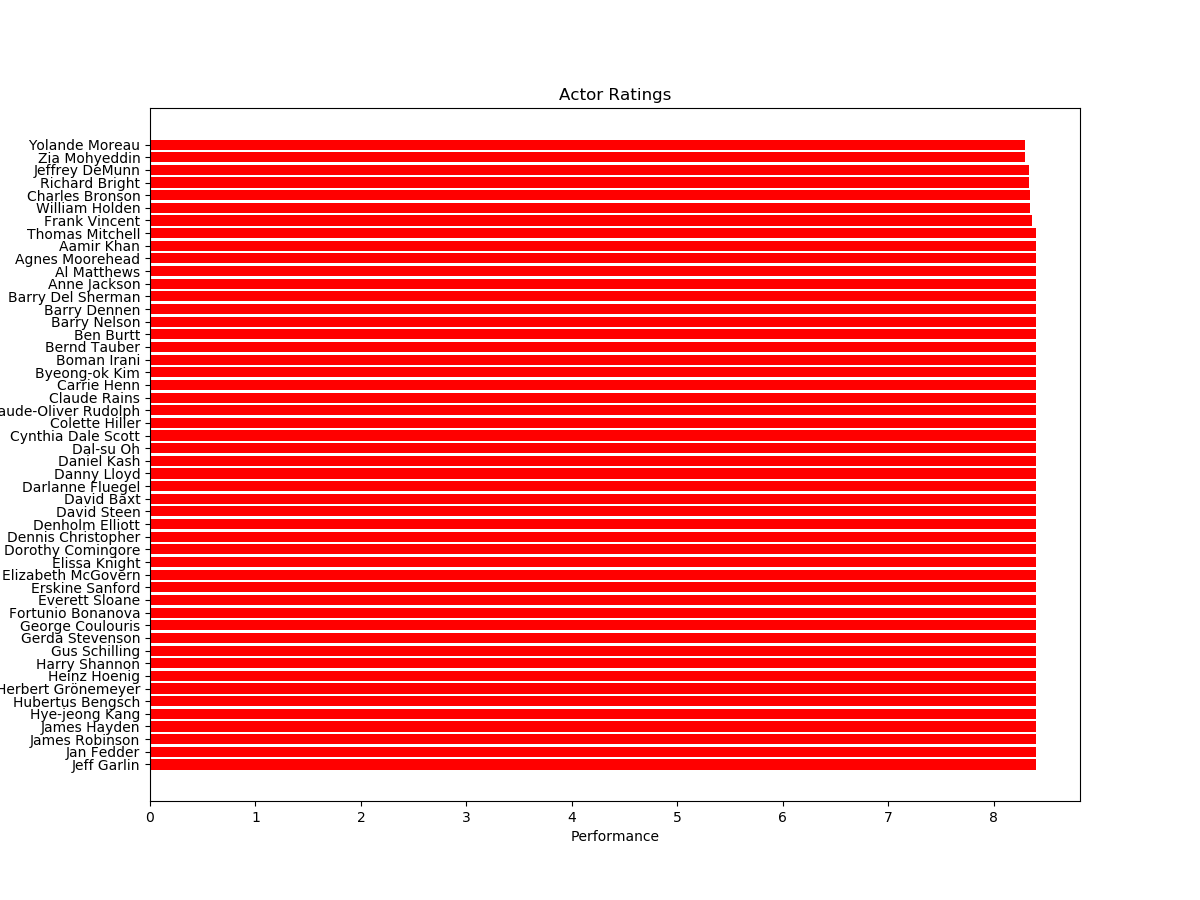 Actor Ratings
Yolande Moreau
Zia Mohyeddin
Jeffrey DeMunn
Richard Bright
Charles Bronson
William Holden
Frank Vincent
Thomas Mitchell
Aamir Khan
Agnes Moorehead
Al Matthews
Anne Jackson
Barry Del Sherman
Barry Dennen
Barry Nelson
Ben Burtt
Bernd Tauber
Boman Irani
Byeong-ok Kim
Carrie Henn
Claude Rains
aude-Oliver Rudolph
Colette Hiller
Cynthia Dale Scott
Dal-su Oh
Daniel Kash
Danny Lloyd
Darlanne Fluegel
David Baxt
David Steen
Denholm Elliott
Dennis Christopher
Dorothy Comingore
Elissa Knight
Elizabeth McGovern
Erskine Sanford
Everett Sloane
Fortunio Bonanova
George Coulouris
Gerda Stevenson
Gus Schilling
Harry Shannon
Heinz Hoenig
Herbert Grönemeyer
Hubertus Bengsch
Hye-jeong Kang
James Hayden
James Robinson
Jan Fedder
Jeff Garlin
0 1 2 3 4 5 6 7 8
Performance